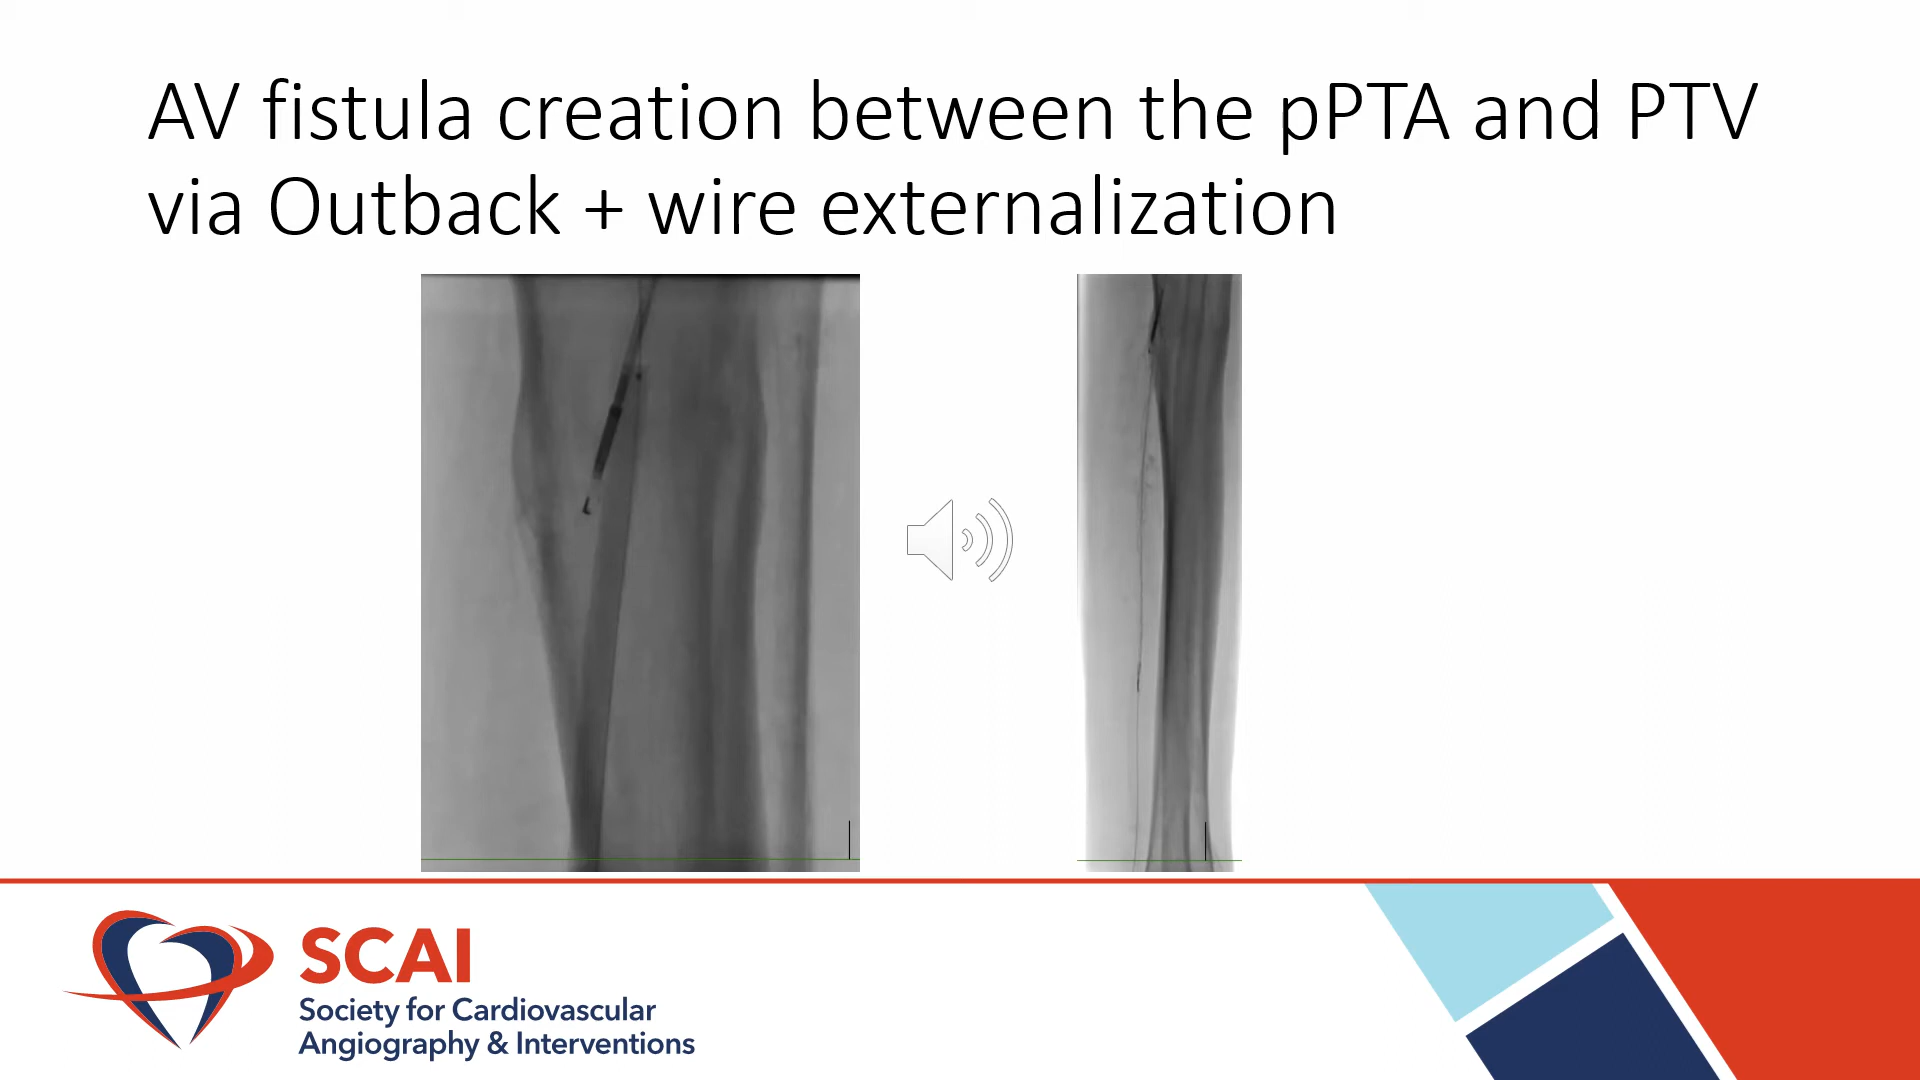 AV fistula creation between the pPTA and PTV
via Outback + wire externalization
SCAI
Society for Cardiovascular
Angiography & Interventions